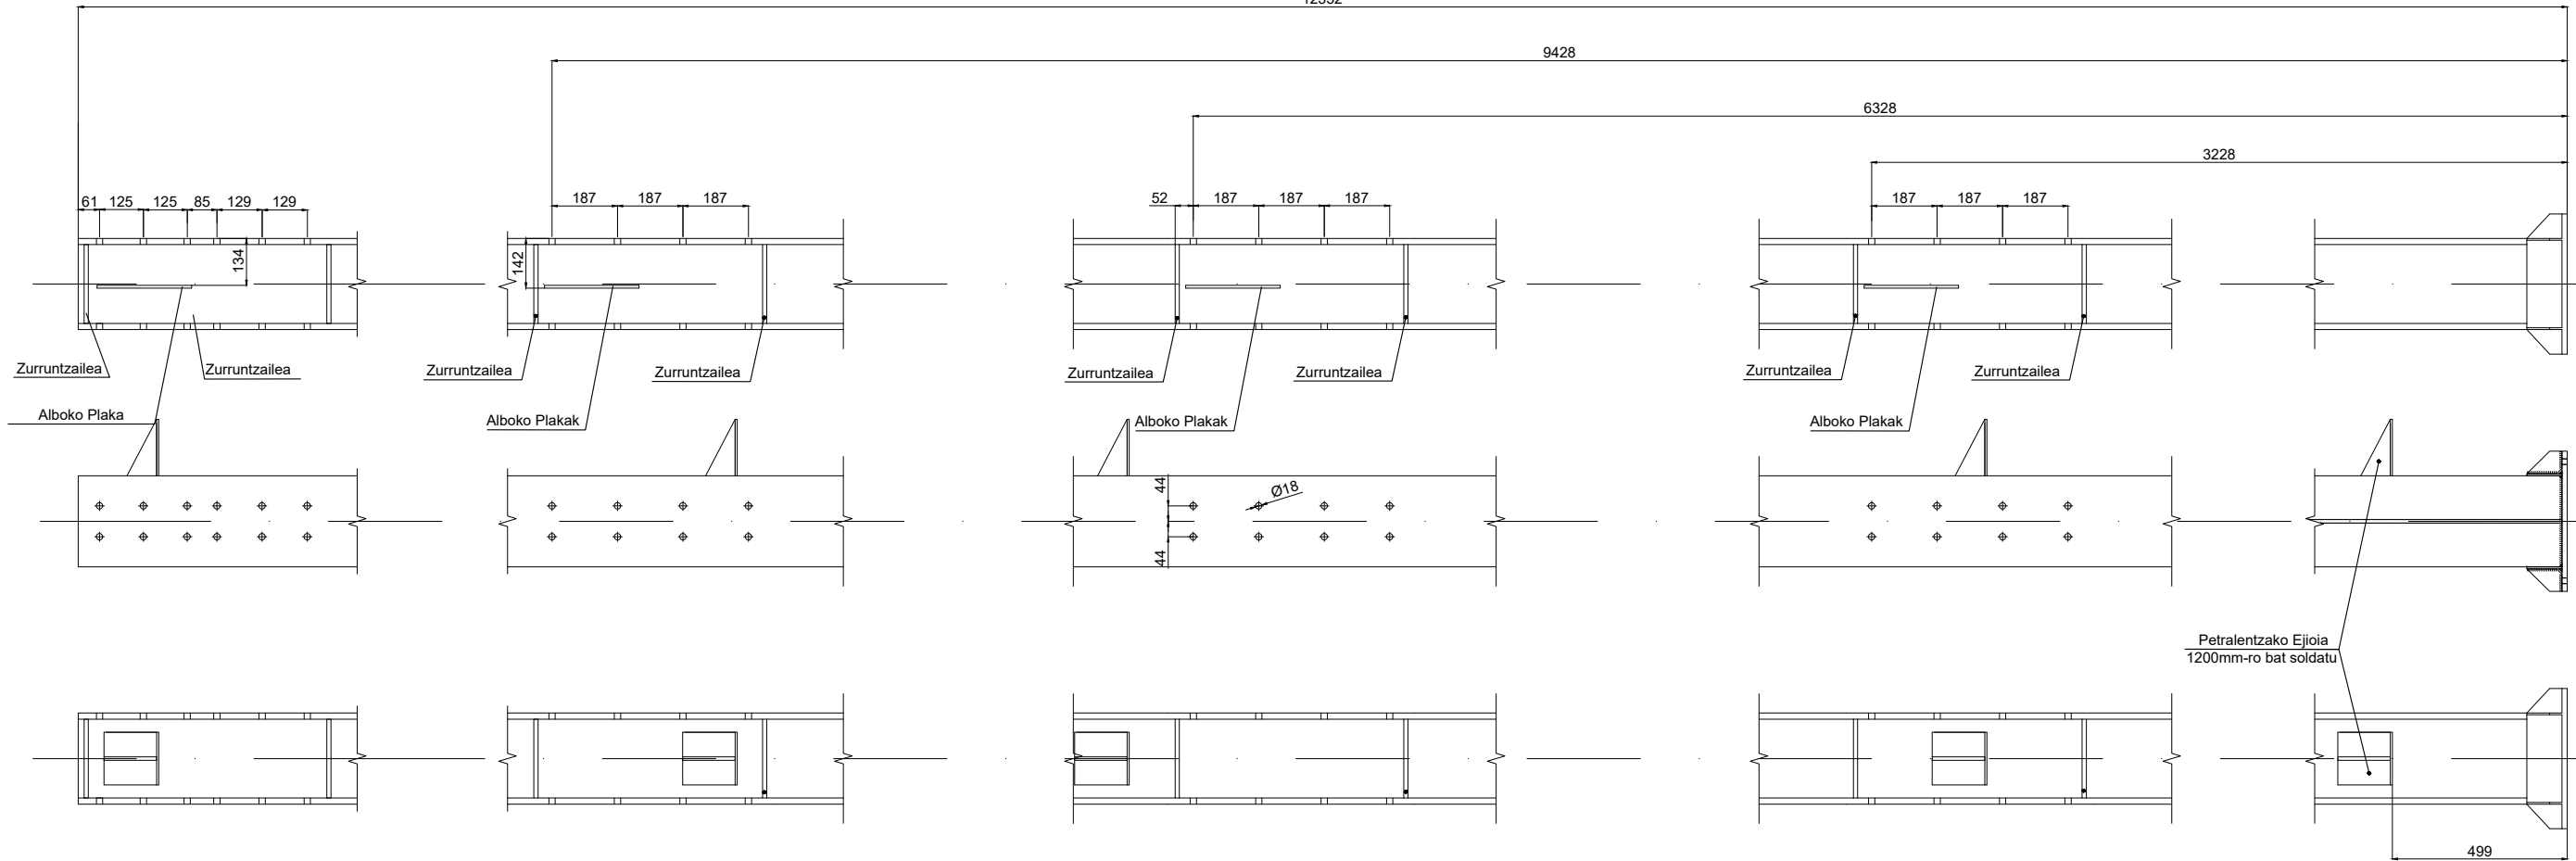 9428
6328
3228
61 125 125 85 129 129
187 187 187
52 187 187 187
187 187 187
134
142
Zurruntzailea
Zurruntzailea
Zurruntzailea
Zurruntzailea
Zurruntzailea
Zurruntzailea
Zurruntzailea
Zurruntzailea
Alboko Plaka
Alboko Plakak
Alboko Plakak
Alboko Plakak
44
Ø18
44
Petralentzako Ejioia
1200mm-ro bat soldatu
499